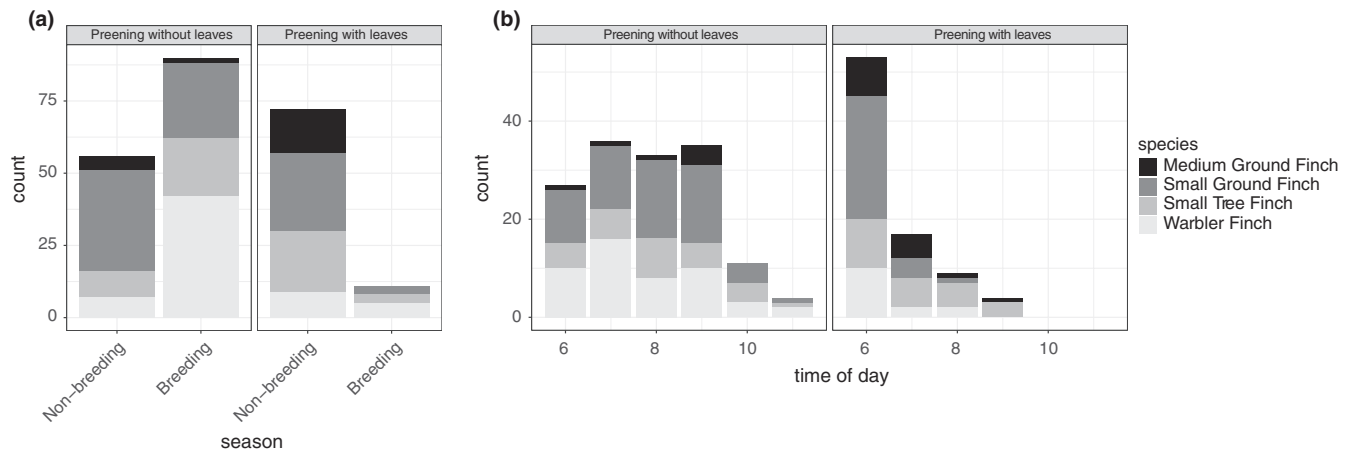 (a)
Preening without leaves
Preening with leaves
count
75
50
25
0
Non−breeding
Breeding
Non−breeding
Breeding
season
(b)
Preening without leaves
Preening with leaves
count
40
20
0
6
8
10
6
8
10
time of day
species
Medium Ground Finch
Small Ground Finch
Small Tree Finch
Warbler Finch